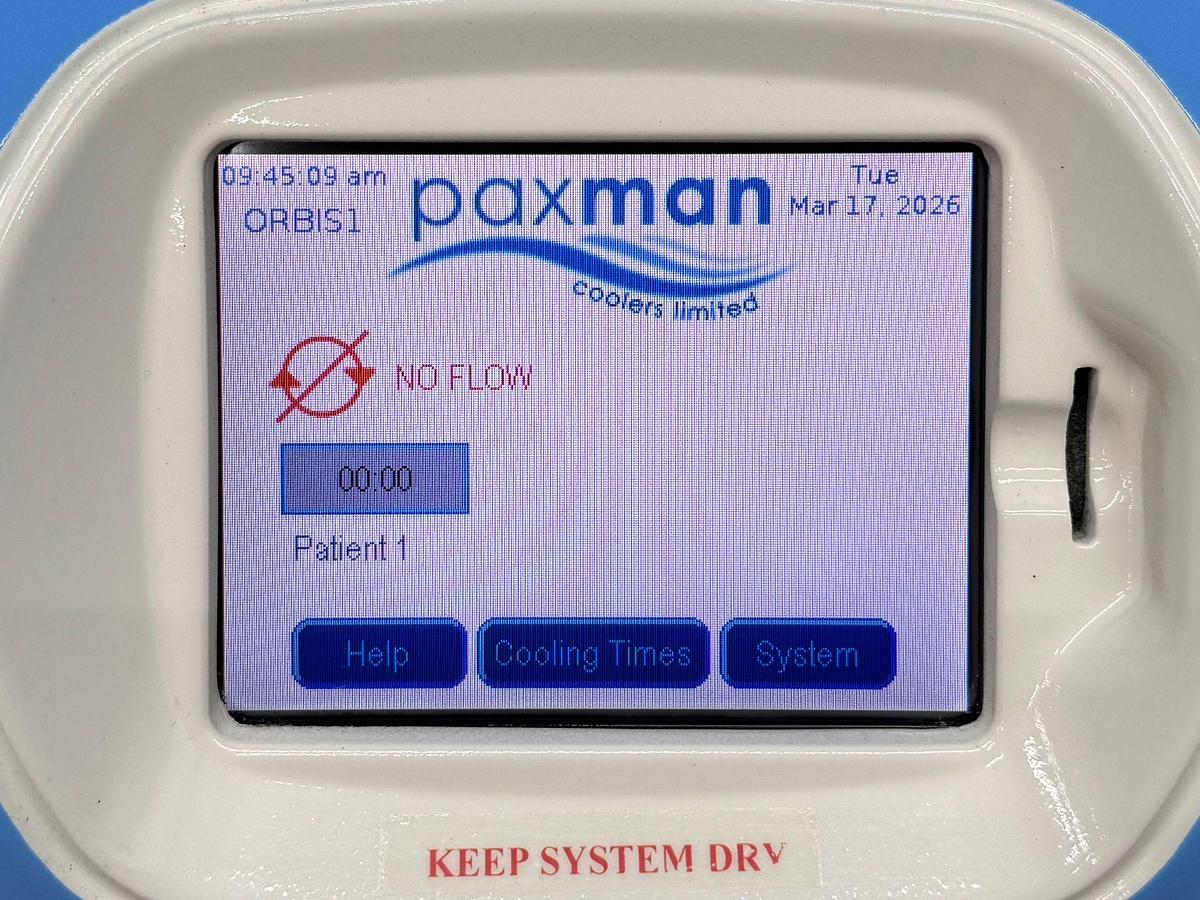 09:45:09 am
ORBIS1
paxman
coolers limited
Tue
Mar 17, 2026
NO FLOW
00:00
Patient 1
Help
Cooling Times
System
KEEP SYSTEM DRY